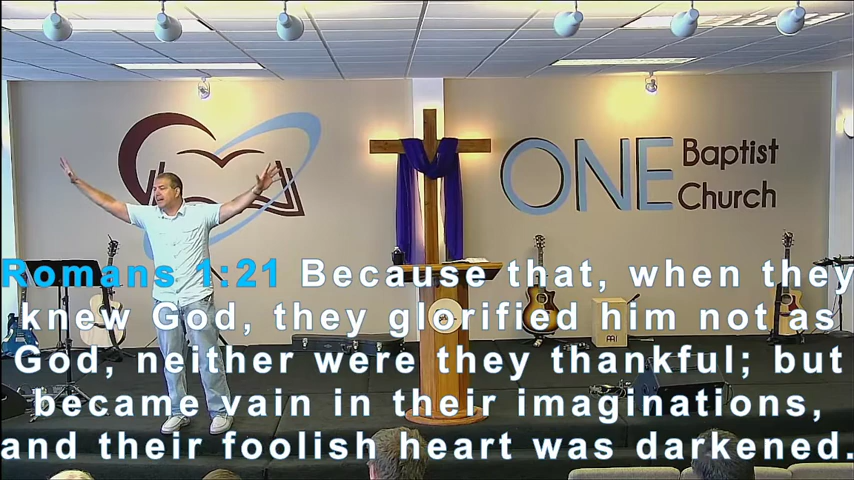 ONE Baptist
Church
Romans 1:21 Because that, when they
knew God, they glorified him not as
God, neither were they thankful; but
became vain in their imaginations,
and their foolish heart was darkened.